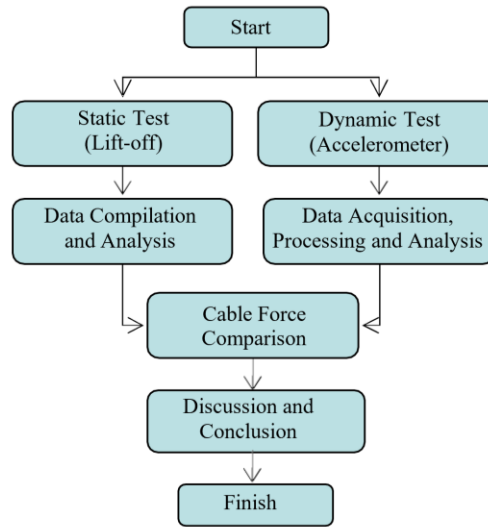 Start
Static Test
(Lift-off)
Dynamic Test
(Accelerometer)
Data Compilation
and Analysis
Data Acquisition,
Processing and Analysis
Cable Force
Comparison
Discussion and
Conclusion
Finish